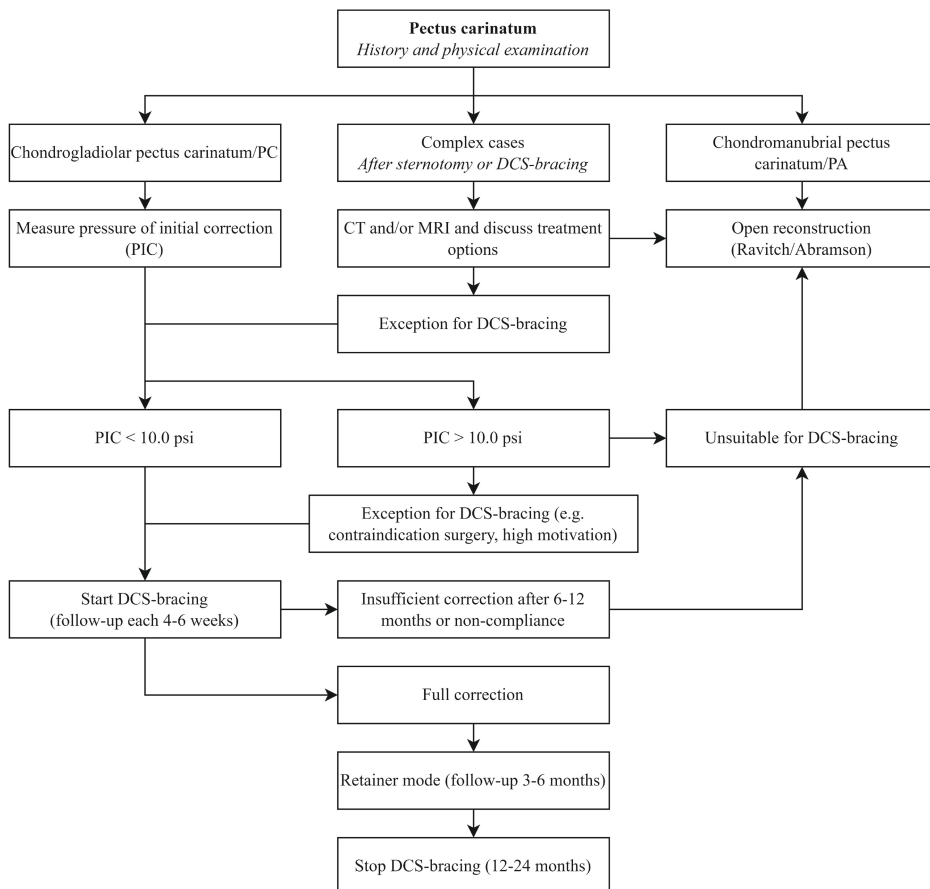 Pectus carinatum
History and physical examination
Chondrogladiolar pectus carinatum/PC
Complex cases
After sternotomy or DCS-bracing
Chondromanubrial pectus
carinatum/PA
Measure pressure of initial correction
(PIC)
CT and/or MRI and discuss treatment
options
Open reconstruction
(Ravitch/Abramson)
Exception for DCS-bracing
PIC < 10.0 psi
PIC > 10.0 psi
Unsuitable for DCS-bracing
Exception for DCS-bracing (e.g.
contraindication surgery, high motivation)
Start DCS-bracing
(follow-up each 4-6 weeks)
Insufficient correction after 6-12
months or non-compliance
Full correction
Retainer mode (follow-up 3-6 months)
Stop DCS-bracing (12-24 months)